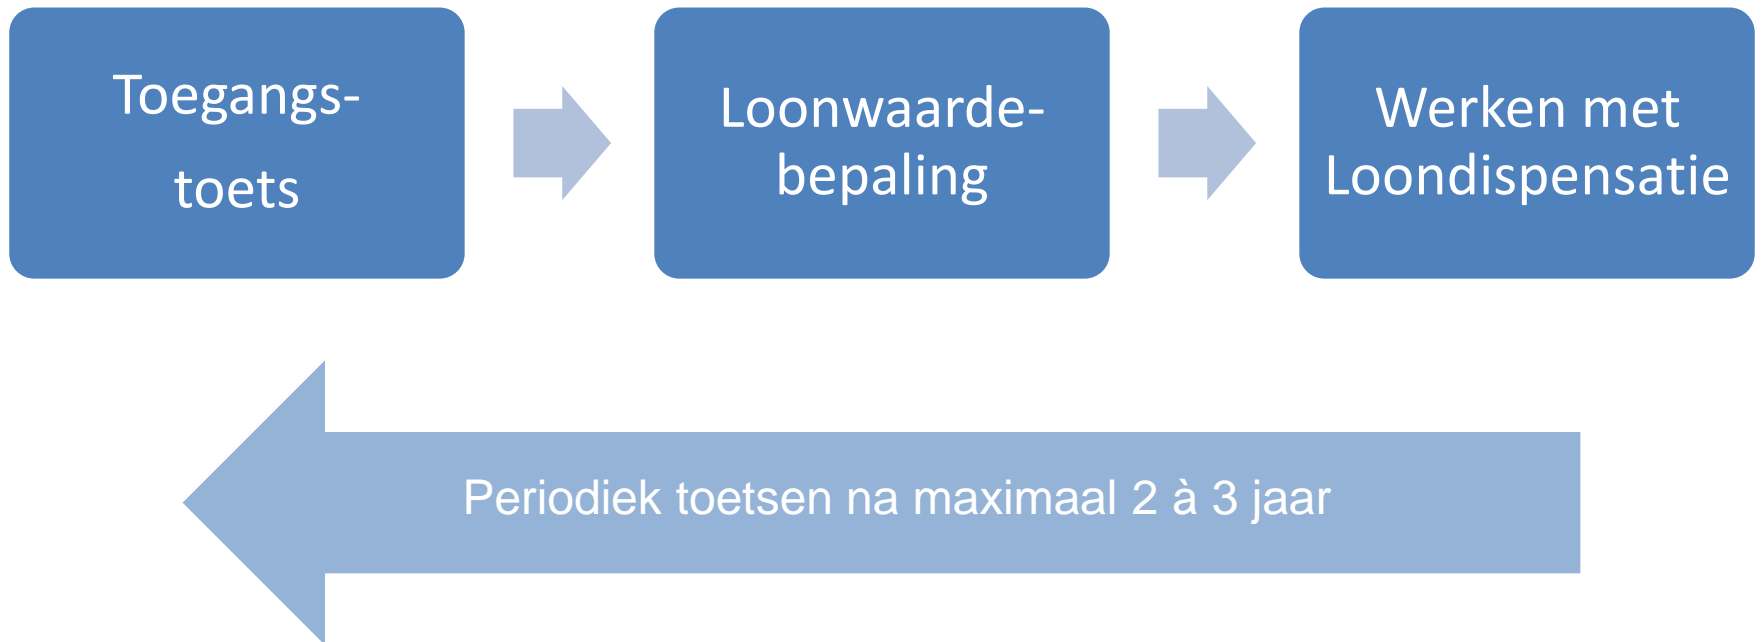 Toegangs-
toets
Loonwaarde-
bepaling
Werken met
Loondispensatie
Periodiek toetsen na maximaal 2 à 3 jaar